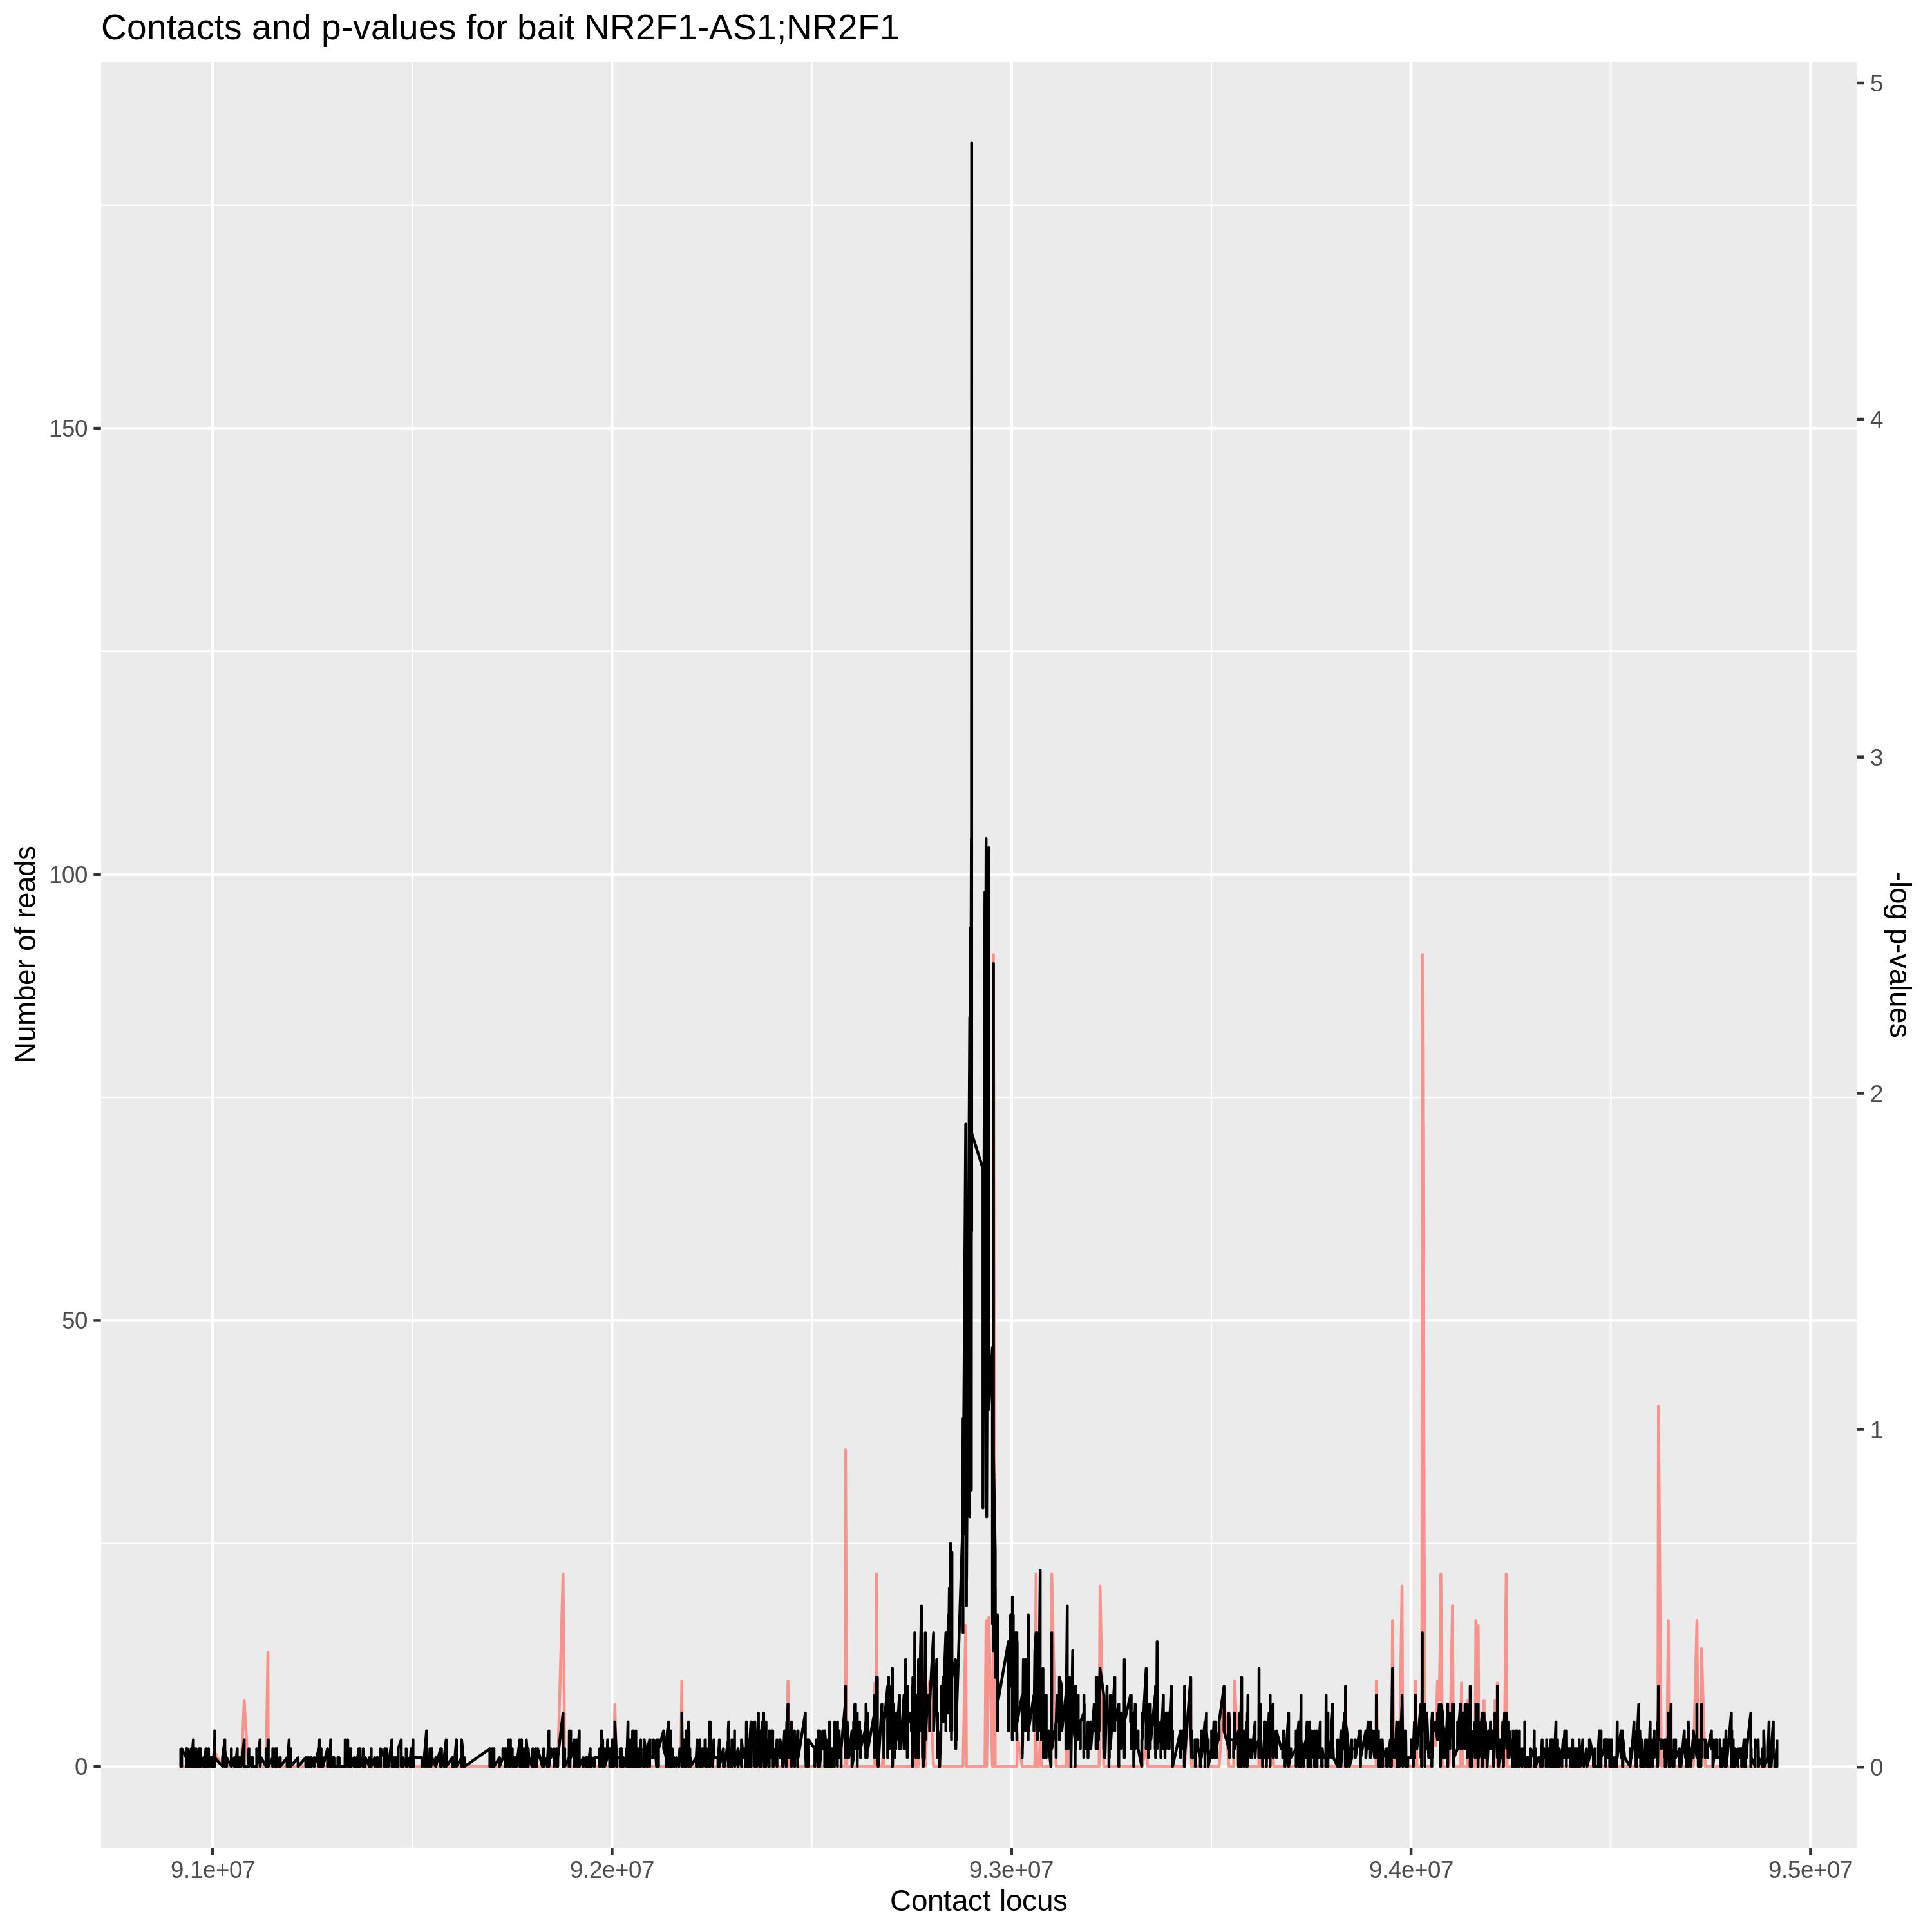 Contacts and p-values for bait NR2F1-AS1;NR2F1
Number of reads
150
100
50
0
5
4
3
2
1
0
-log p-values
9.1e+07
9.2e+07
9.3e+07
9.4e+07
9.5e+07
Contact locus